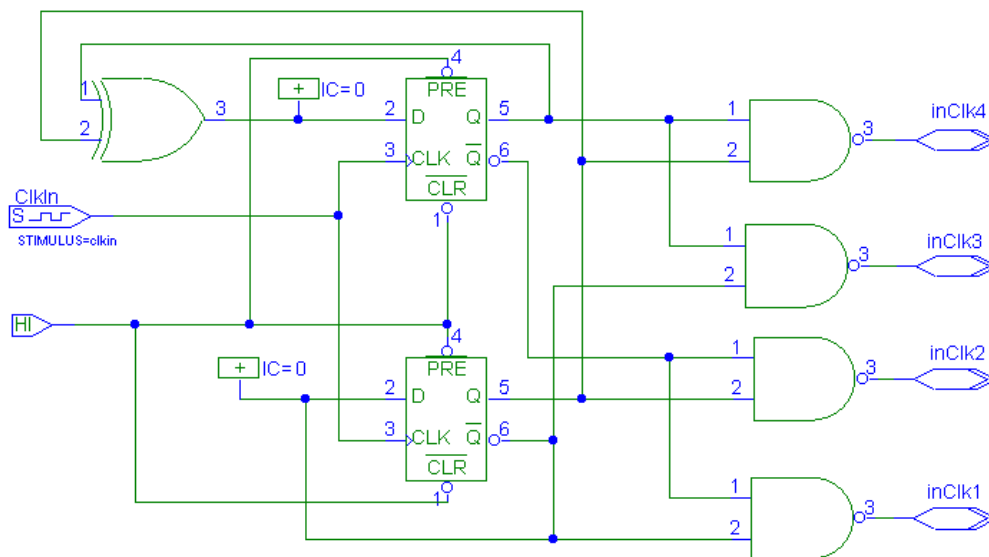 4
1
3
+ IC= 0
PRE
2
2 D Q 5
1
3
inClk4
2
3 CLK Q 6
ClkIn
S
CLR
STIMULUS=clkin
1
1
3
inClk3
2
HI
4
+ IC= 0
PRE
1
3
inClk2
2 D Q 5
2
3 CLK Q 6
CLR
1
1
3
inClk1
2